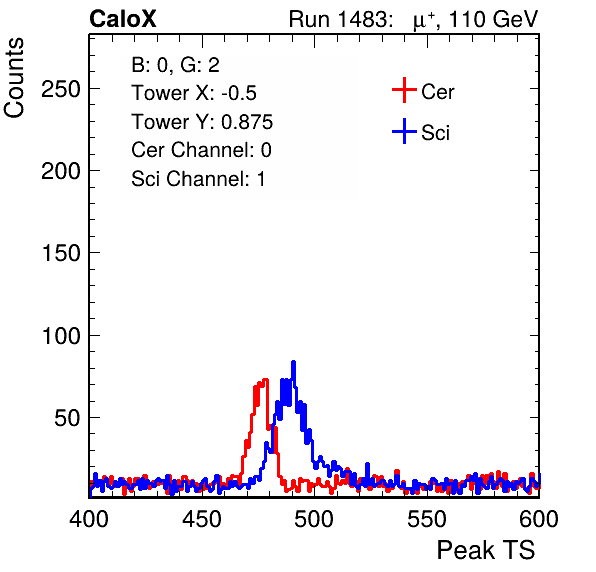 CaloX Run 1483: μ⁺, 110 GeV
B: 0, G: 2
Tower X: -0.5
Tower Y: 0.875
Cer Channel: 0
Sci Channel: 1
Cer
Sci
Counts
250
200
150
100
50
400 450 500 550 600
Peak TS